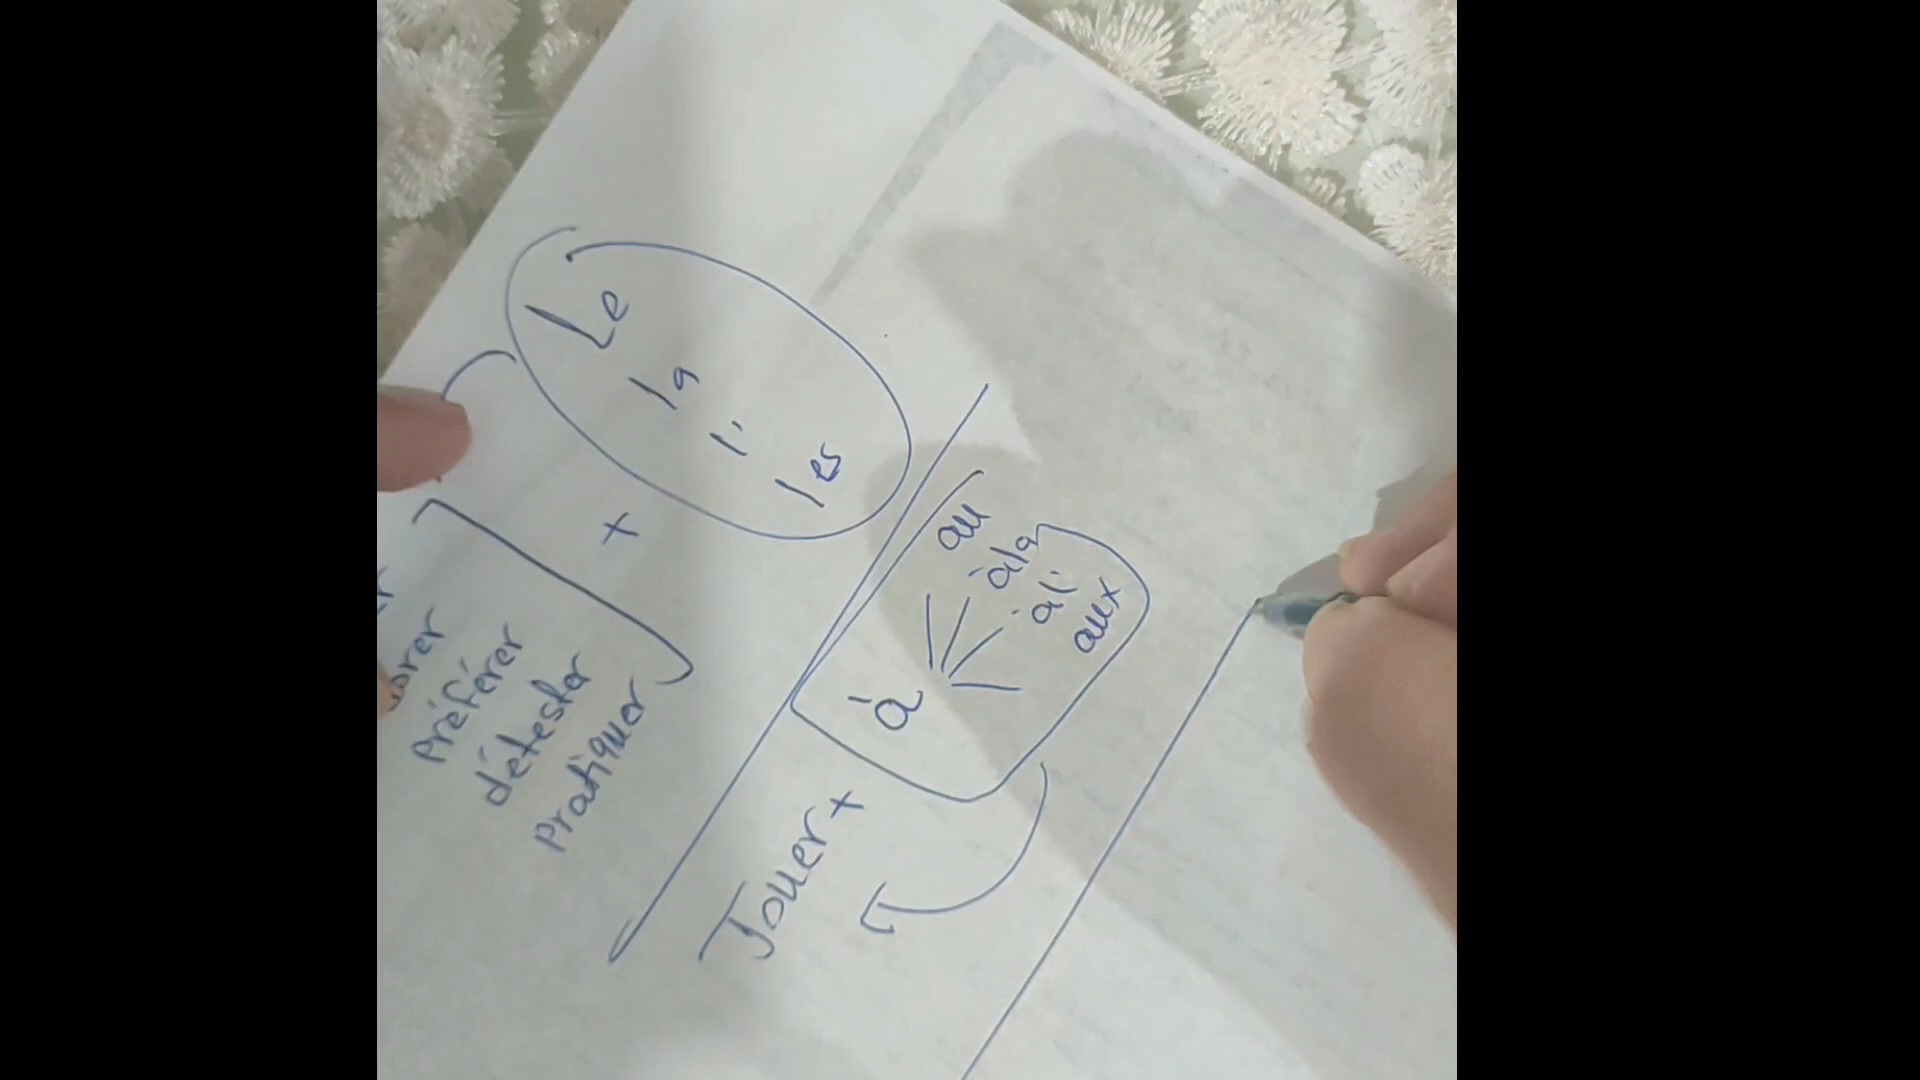 Préférer
détester
Pratiquer
+
Le
la
l'
les
Jouer +
à
au
à la
à l'
aux